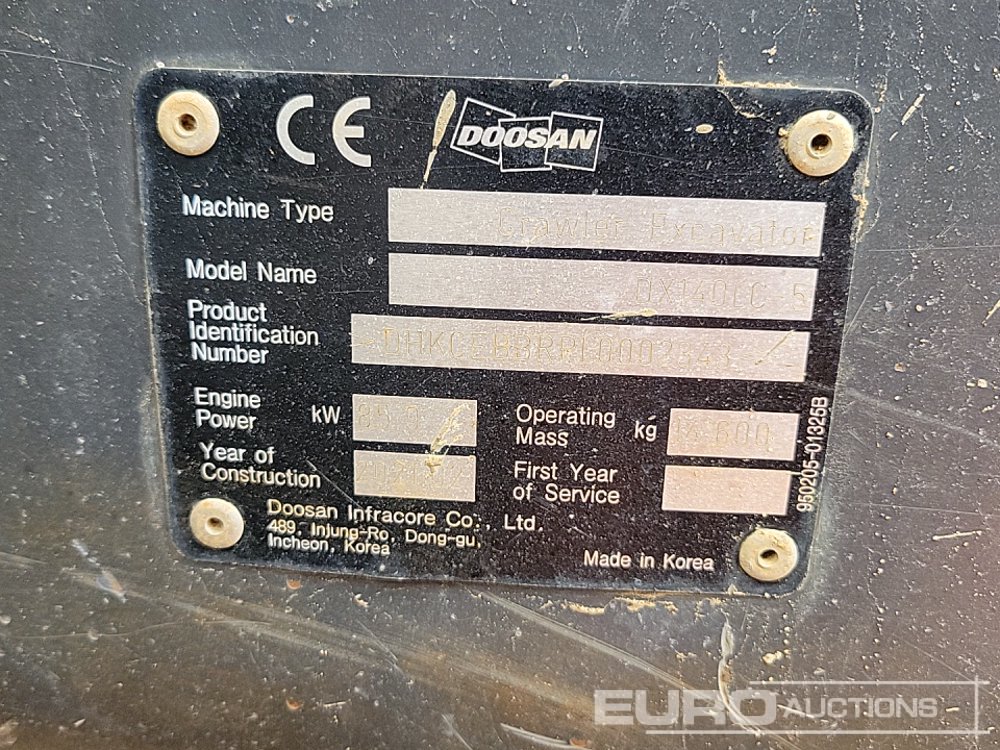 CE DOOSAN
Machine Type Crawler Excavator
Model Name DX140LC-5
Product
Identification
Number
Engine
Power kW
Operating
Mass kg 14,600
Year of
Construction
First Year
of Service
Doosan Infracore Co., Ltd.
489, Injung-Ro, Dong-gu,
Incheon, Korea
Made in Korea
950205-01325B
EURO AUCTIONS